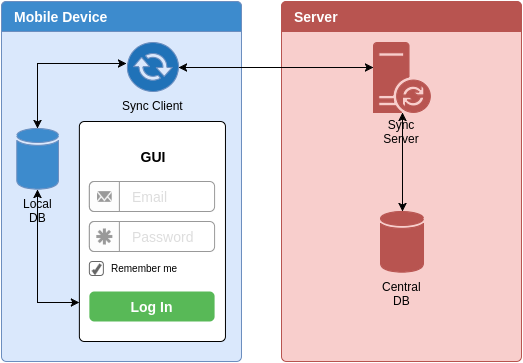 Mobile Device
Server
Sync Client
Sync
Server
GUI
Email
Password
Remember me
Log In
Local
DB
Central
DB